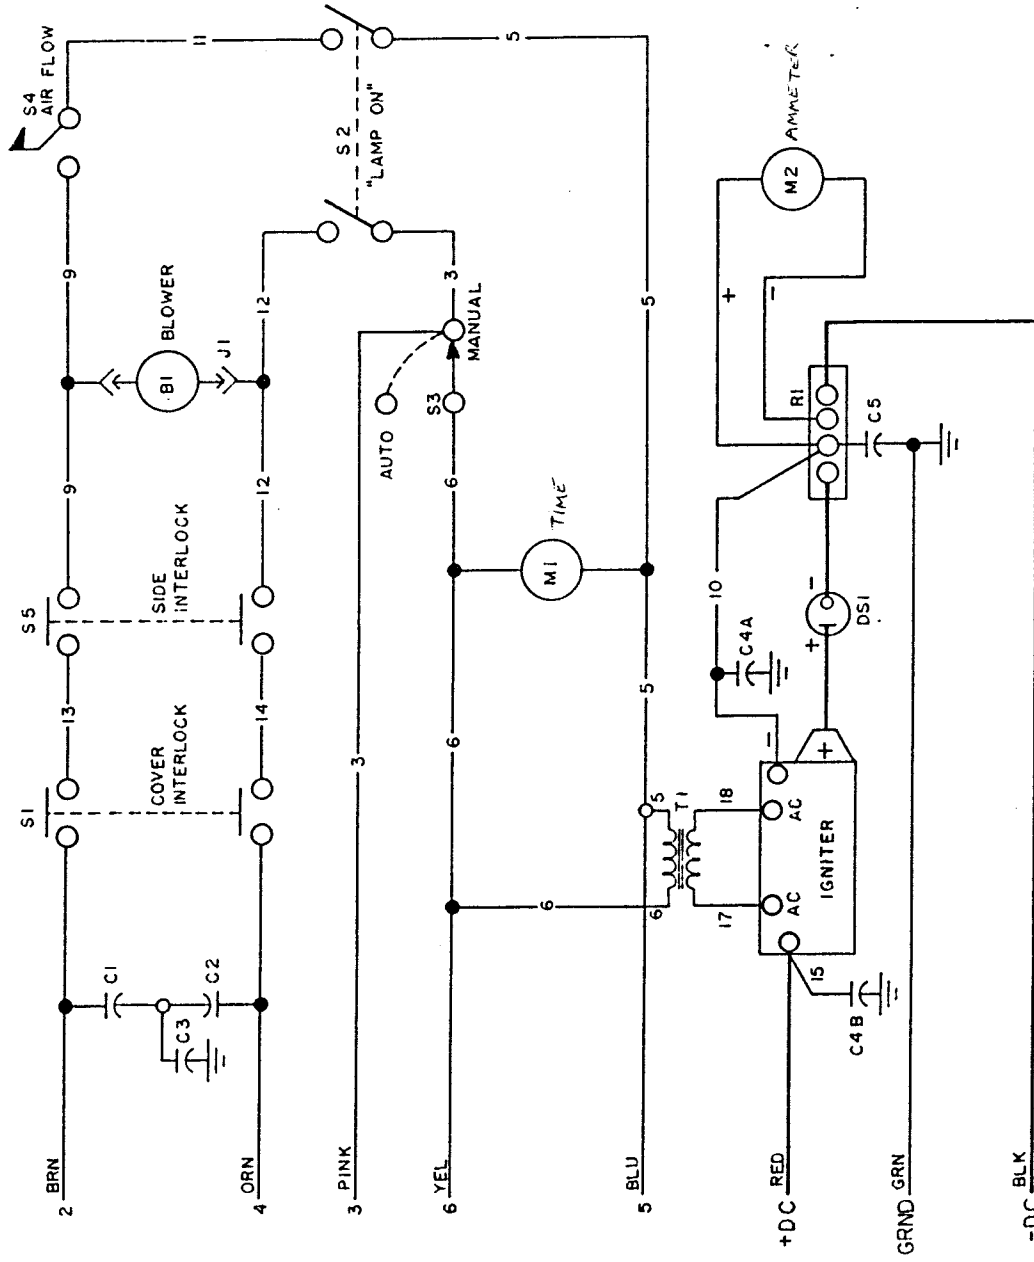 S4
AIR FLOW
11
5
S2
"LAMP ON"
AMMETER
M2
9
BLOWER
B1
J1
12
3
MANUAL
AUTO
S3
5
+
-
R1
C5
9
12
6
TIME
M1
S5
SIDE
INTERLOCK
13
14
S1
COVER
INTERLOCK
3
6
5
10
C4A
-
+
DS1
-
+
5
T1
18
6
6
17
AC
AC
IGNITER
15
C4B
C1
C2
C3
2 BRN
4 ORN
3 PINK
6 YEL
5 BLU
+DC RED
GRND GRN
-DC BLK